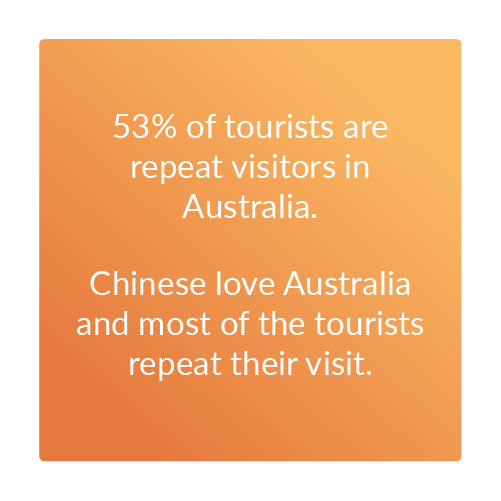 53% of tourists are
repeat visitors in
Australia.
Chinese love Australia
and most of the tourists
repeat their visit.